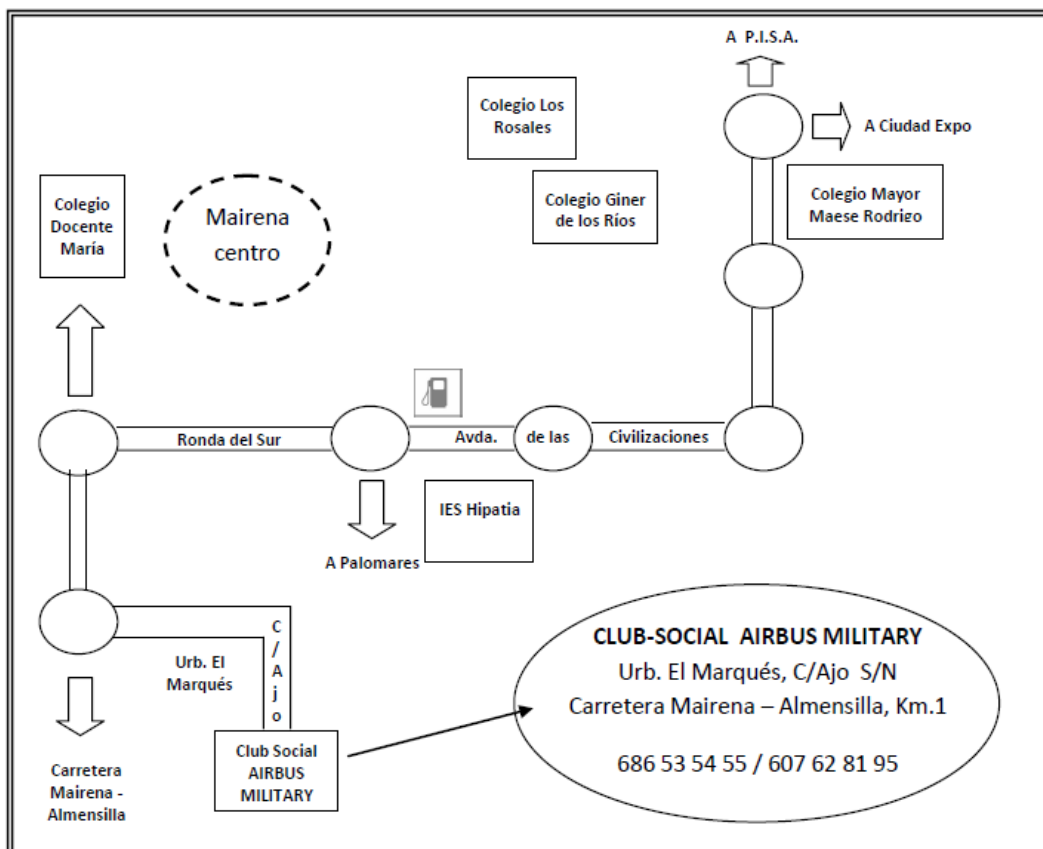 A P.I.S.A.
A Ciudad Expo
Colegio Los
Rosales
Colegio Giner
de los Ríos
Colegio Mayor
Maese Rodrigo
Colegio
Docente
María
Mairena
centro
Ronda del Sur
Avda. de las Civilizaciones
IES Hipatia
A Palomares
C/Ajo
Urb. El
Marqués
Club Social
AIRBUS
MILITARY
Carretera
Mairena -
Almensilla
CLUB-SOCIAL AIRBUS MILITARY
Urb. El Marqués, C/Ajo S/N
Carretera Mairena – Almensilla, Km.1
686 53 54 55 / 607 62 81 95